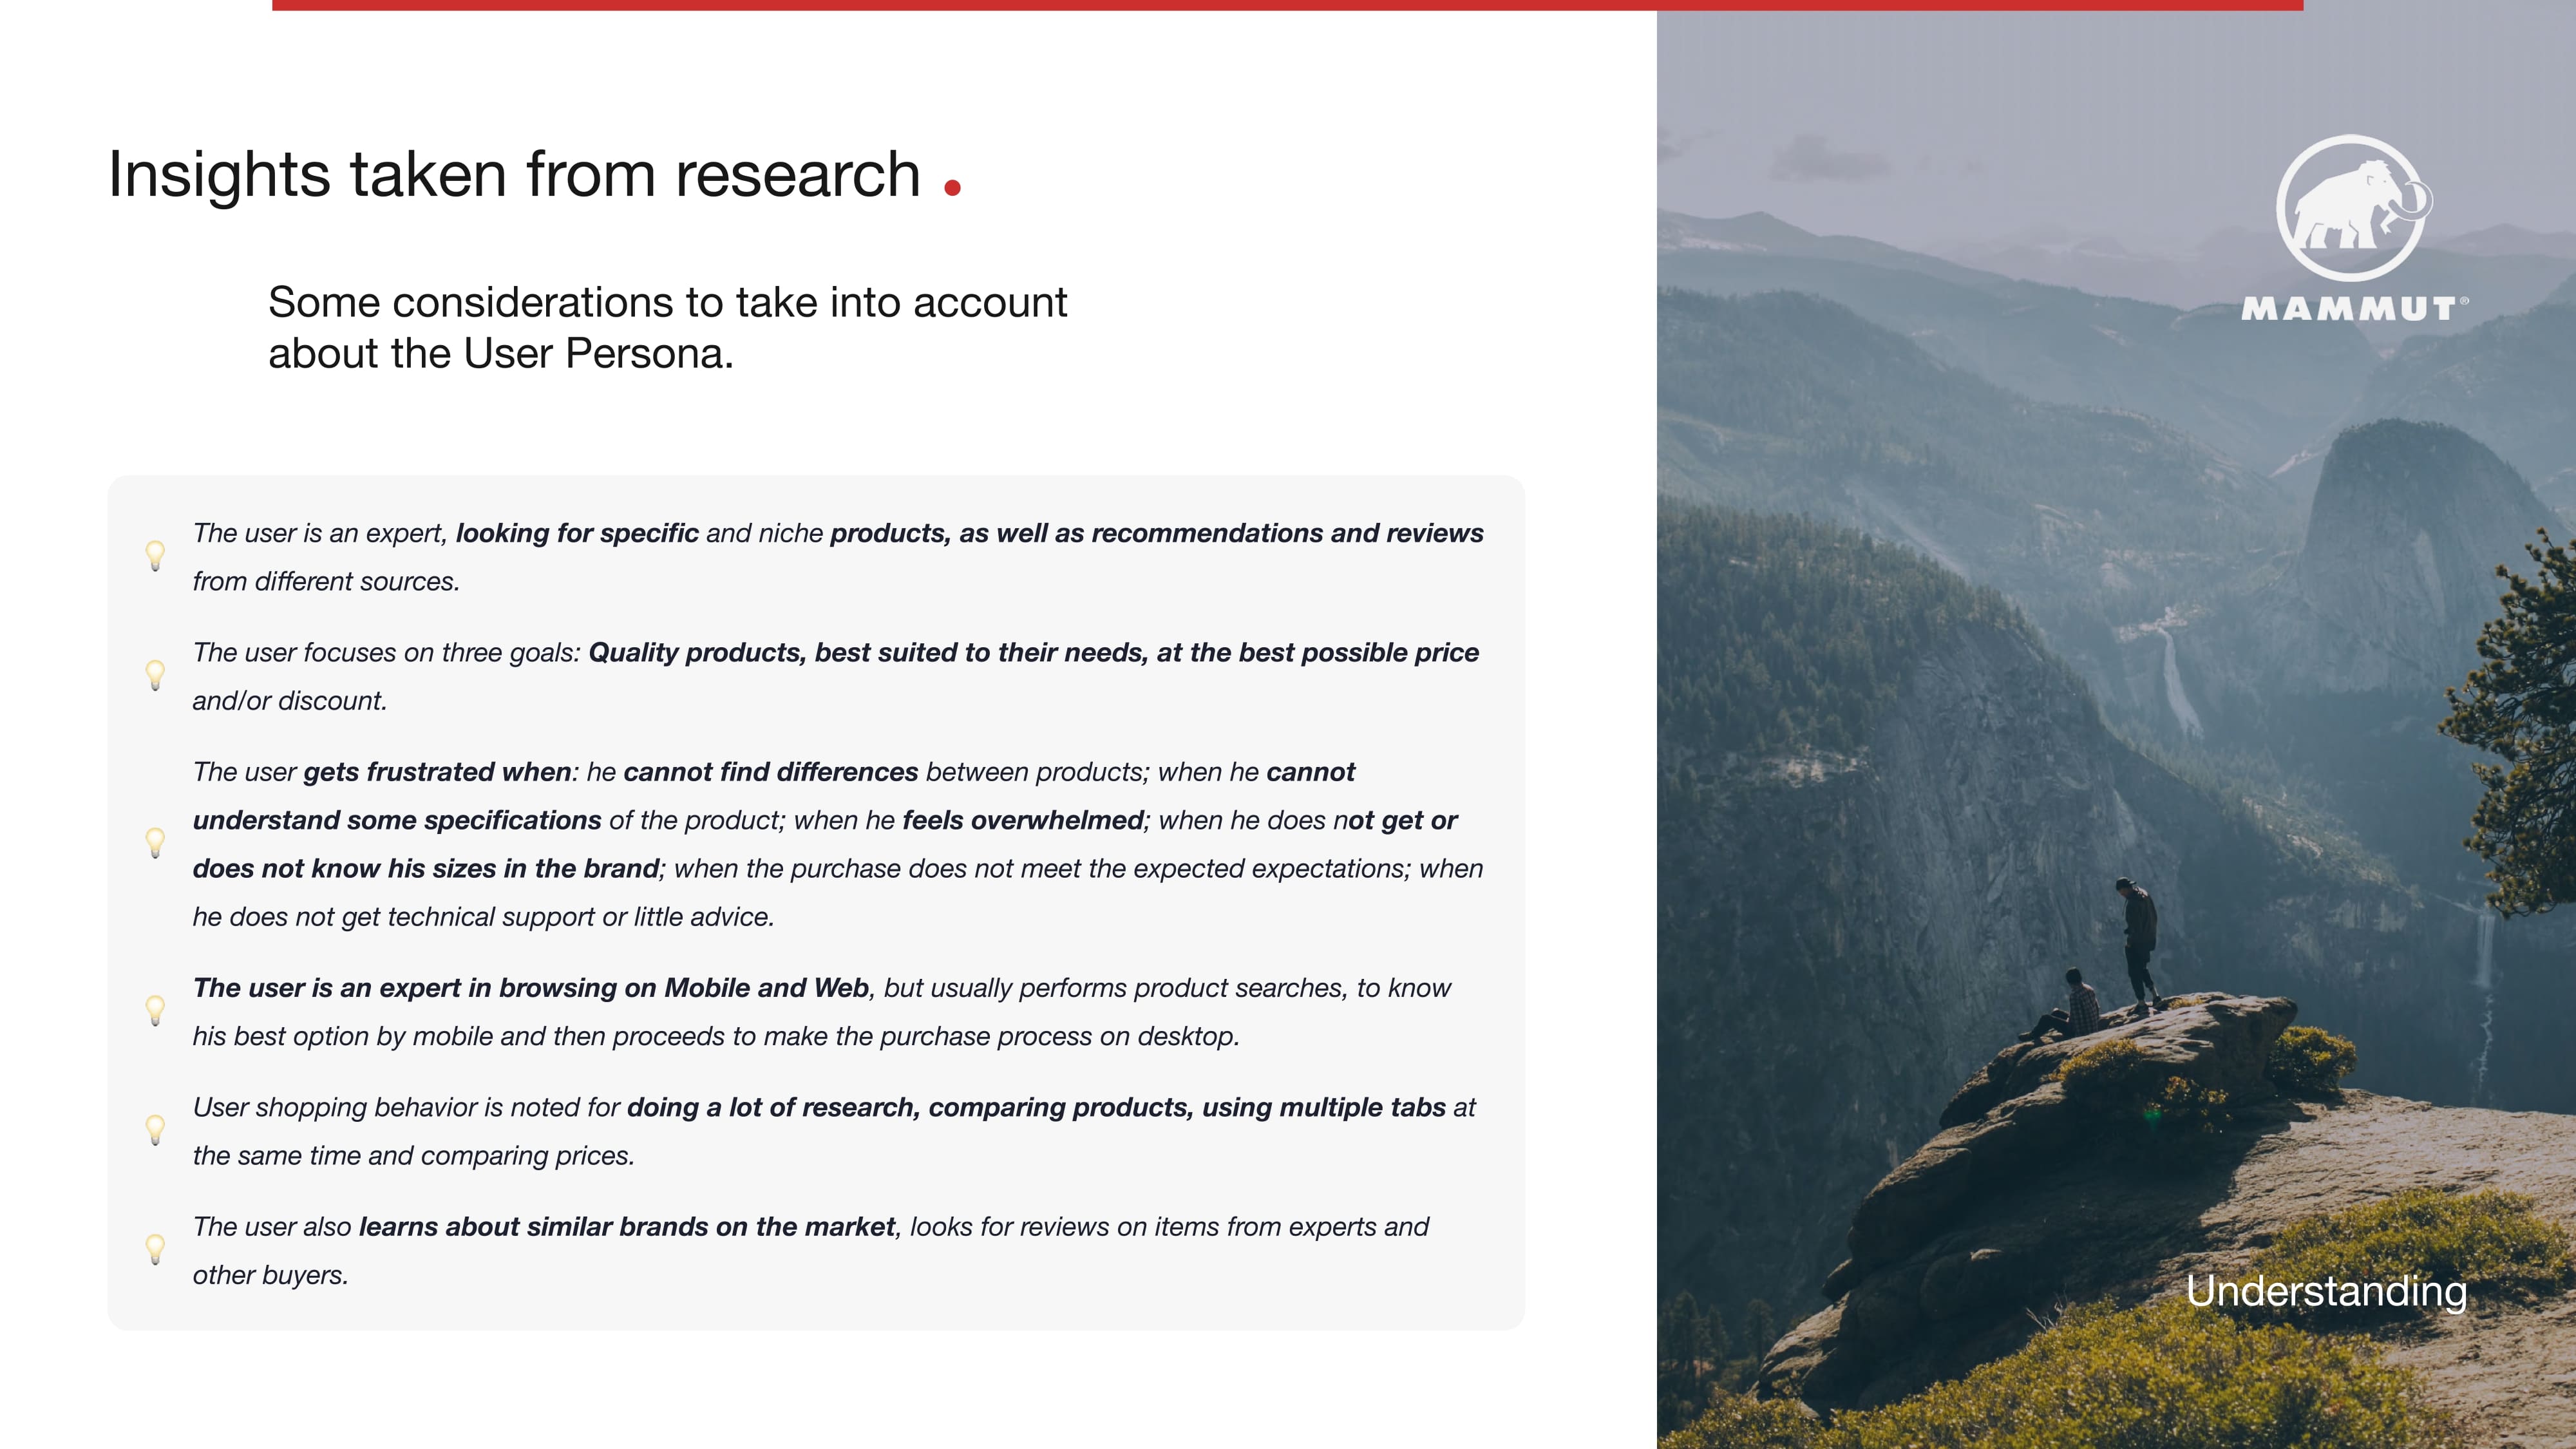 Insights taken from research .
Some considerations to take into account
about the User Persona.
The user is an expert, looking for specific and niche products, as well as recommendations and reviews
from different sources.
The user focuses on three goals: Quality products, best suited to their needs, at the best possible price
and/or discount.
The user gets frustrated when: he cannot find differences between products; when he cannot
understand some specifications of the product; when he feels overwhelmed; when he does not get or
does not know his sizes in the brand; when the purchase does not meet the expected expectations; when
he does not get technical support or little advice.
The user is an expert in browsing on Mobile and Web, but usually performs product searches, to know
his best option by mobile and then proceeds to make the purchase process on desktop.
User shopping behavior is noted for doing a lot of research, comparing products, using multiple tabs at
the same time and comparing prices.
The user also learns about similar brands on the market, looks for reviews on items from experts and
other buyers.
MAMMUT®
Understanding